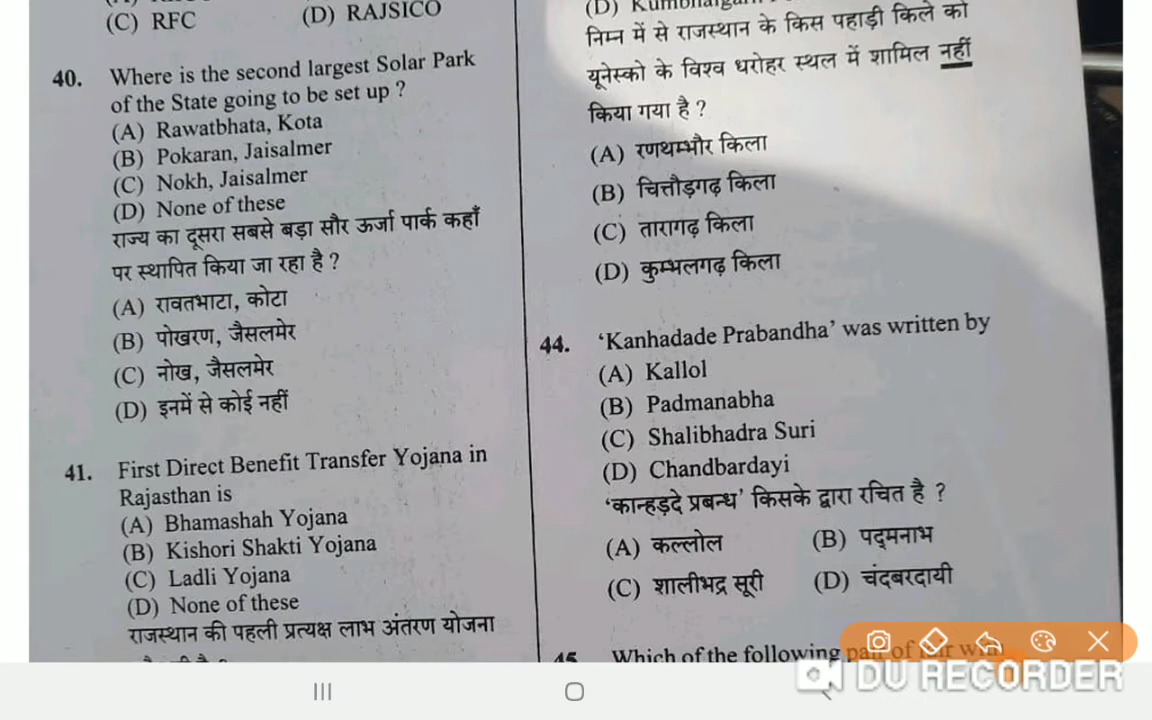 (C) RFC
(D) RAJSICO
40. Where is the second largest Solar Park
of the State going to be set up ?
(A) Rawatbhata, Kota
(B) Pokaran, Jaisalmer
(C) Nokh, Jaisalmer
(D) None of these
राज्य का दूसरा सबसे बड़ा सौर ऊर्जा पार्क कहाँ
पर स्थापित किया जा रहा है ?
(A) रावतभाटा, कोटा
(B) पोखरण, जैसलमेर
(C) नोख, जैसलमेर
(D) इनमें से कोई नहीं
41. First Direct Benefit Transfer Yojana in
Rajasthan is
(A) Bhamashah Yojana
(B) Kishori Shakti Yojana
(C) Ladli Yojana
(D) None of these
राजस्थान की पहली प्रत्यक्ष लाभ अंतरण योजना
(D)
निम्न में से राजस्थान के किस पहाड़ी किले को
यूनेस्को के विश्व धरोहर स्थल में शामिल नहीं
किया गया है ?
(A) रणथम्भौर किला
(B) चित्तौड़गढ़ किला
(C) तारागढ़ किला
(D) कुम्भलगढ़ किला
44. ‘Kanhadade Prabandha’ was written by
(A) Kallol
(B) Padmanabha
(C) Shalibhadra Suri
(D) Chandbardayi
‘कान्हड़दे प्रबन्ध’ किसके द्वारा रचित है ?
(A) कल्लोल
(B) पद्मनाभ
(C) शालीभद्र सूरी
(D) चंदबरदायी
45 Which of the following pair of
DU RECORDER